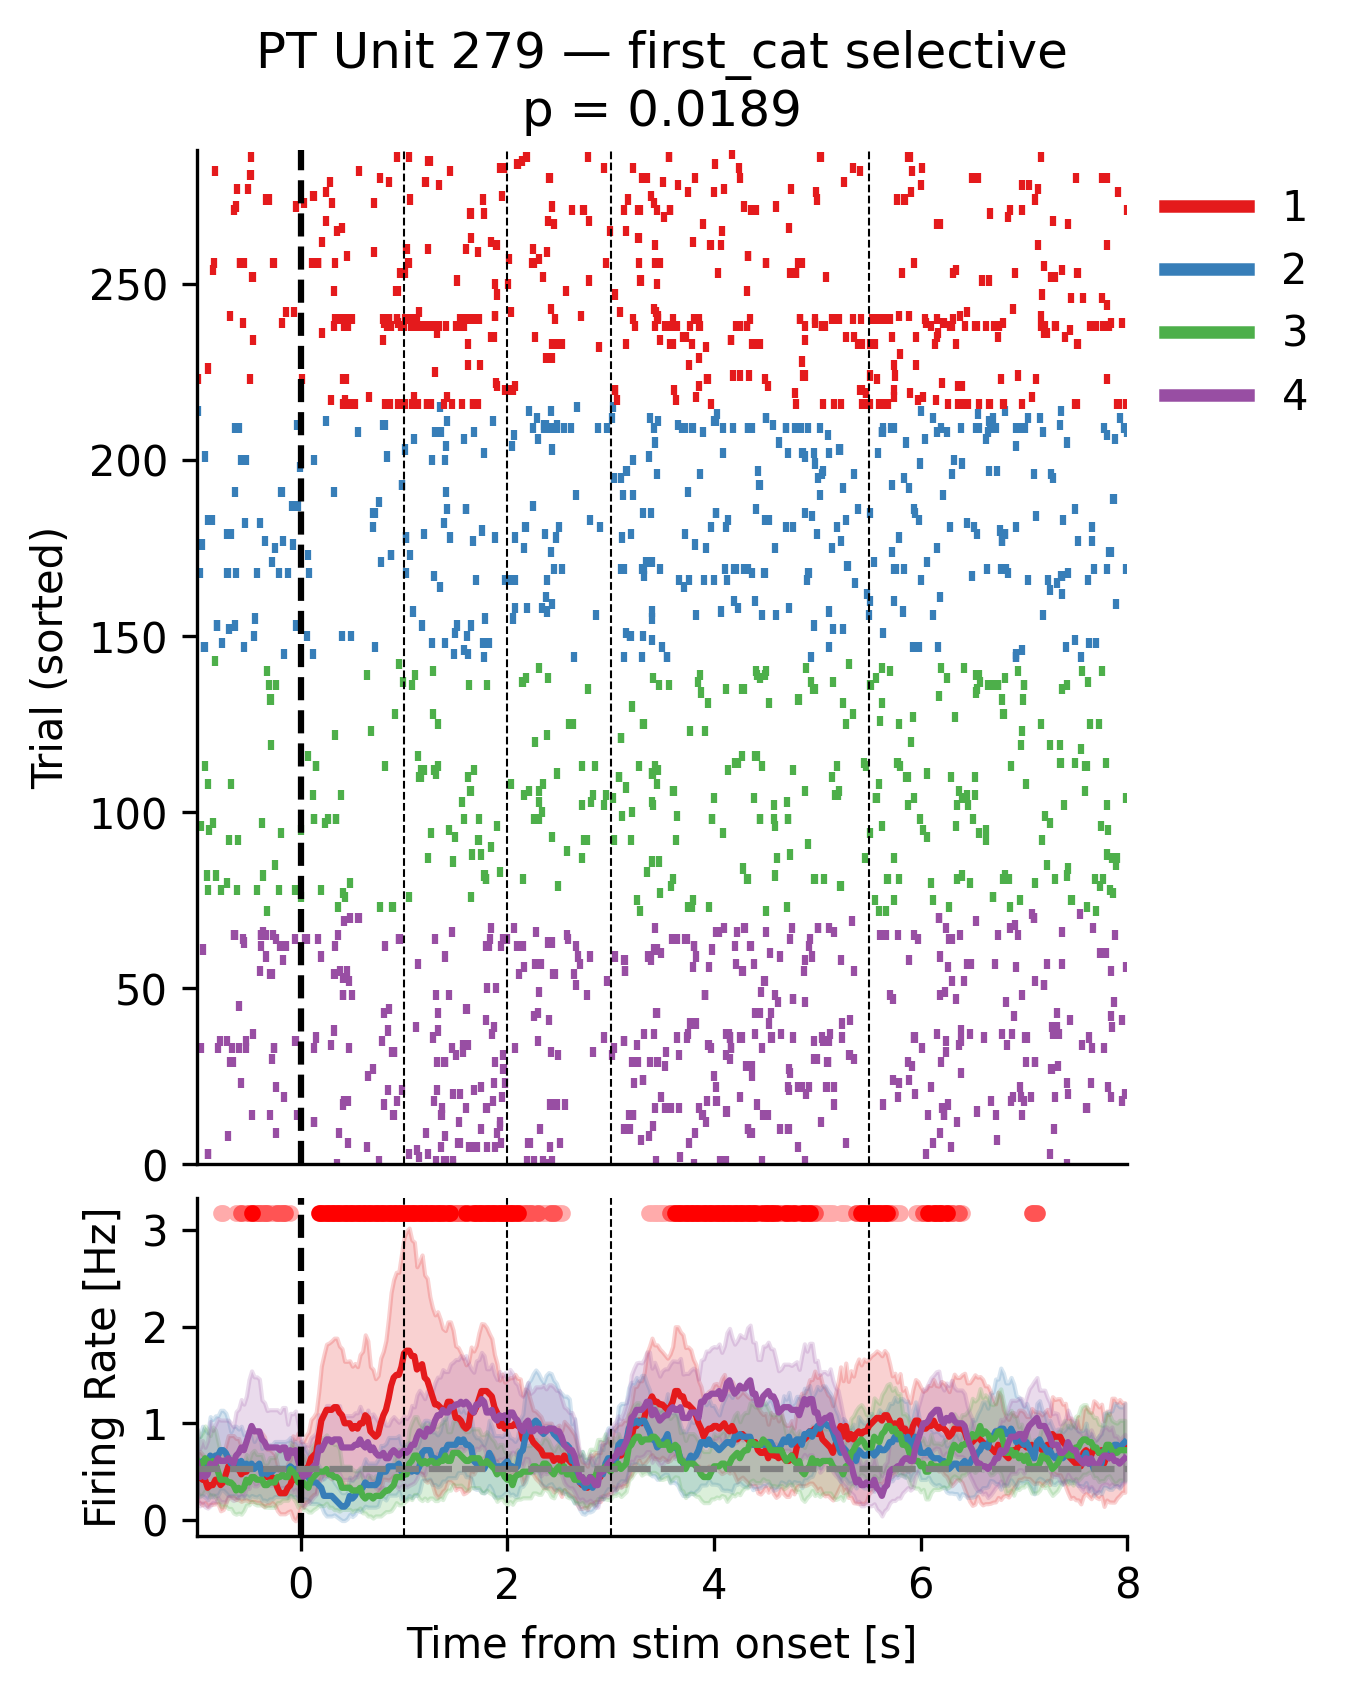 PT Unit 279 — first_cat selective
p = 0.0189
1
2
3
4
250
200
150
100
50
0
Trial (sorted)
3
2
1
0
Firing Rate [Hz]
0 2 4 6 8
Time from stim onset [s]